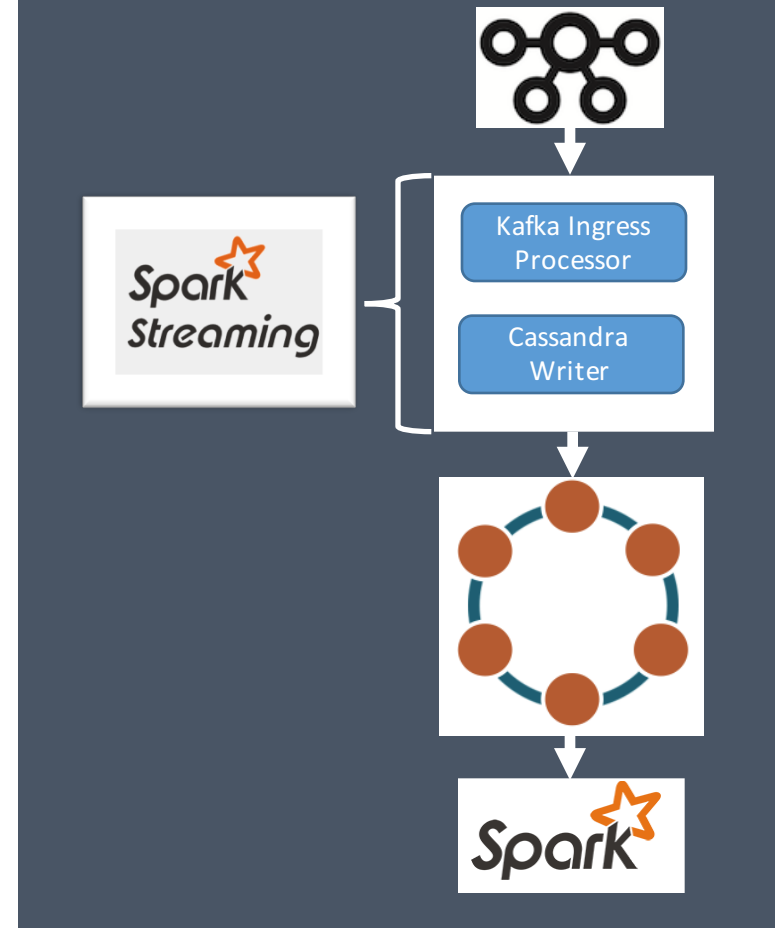 Kafka Ingress
Processor
Spark
Streaming
Cassandra
Writer
Spark